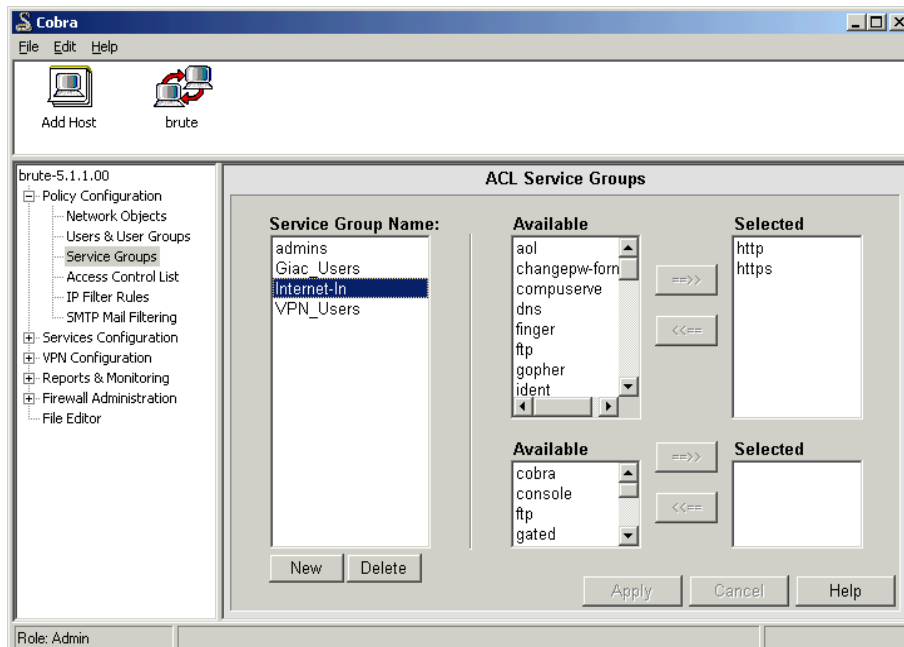 Cobra
File Edit Help
Add Host
brute
brute-5.1.1.00
Policy Configuration
Network Objects
Users & User Groups
Service Groups
Access Control List
IP Filter Rules
SMTP Mail Filtering
Services Configuration
VPN Configuration
Reports & Monitoring
Firewall Administration
File Editor
ACL Service Groups
Service Group Name:
admins
Giac_Users
Internet-In
VPN_Users
New
Delete
Available
aol
changepw-forn
compuserve
dns
finger
ftp
gopher
ident
==>>
<<==
Selected
http
https
Available
cobra
console
ftp
gated
==>>
<<==
Selected
Apply
Cancel
Help
Role: Admin